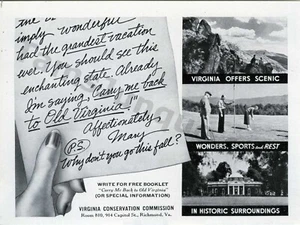 simply wonderful
had the grandest vacation
ever. You should see this
enchanting state. Already
I'm saying, "Carry me back
to Old Virginia!"
Affectionately,
Mary
P.S.
Why don't you go this fall?
WRITE FOR FREE BOOKLET
"Carry Me Back to Old Virginia"
(OR SPECIAL INFORMATION)
VIRGINIA CONSERVATION COMMISSION
Room 810, 914 Capitol St., Richmond, Va.
VIRGINIA OFFERS SCENIC
WONDERS, SPORTS and REST
IN HISTORIC SURROUNDINGS